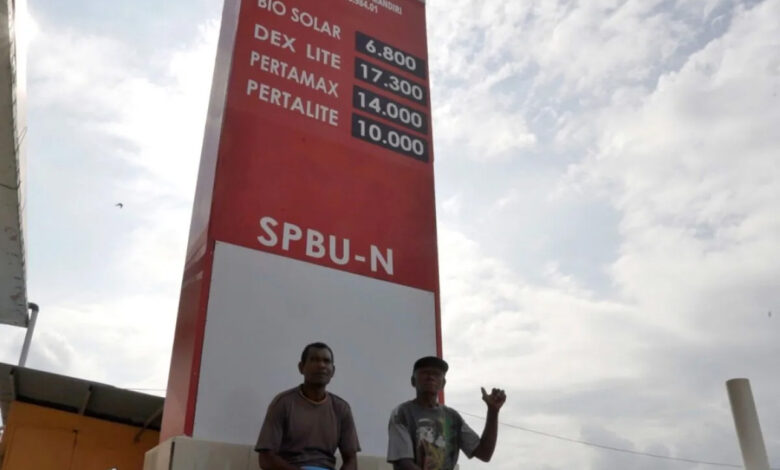 BIO SOLAR 6.800
DEX LITE 17.300
PERTAMAX 14.000
PERTALITE 10.000
SPBU-N